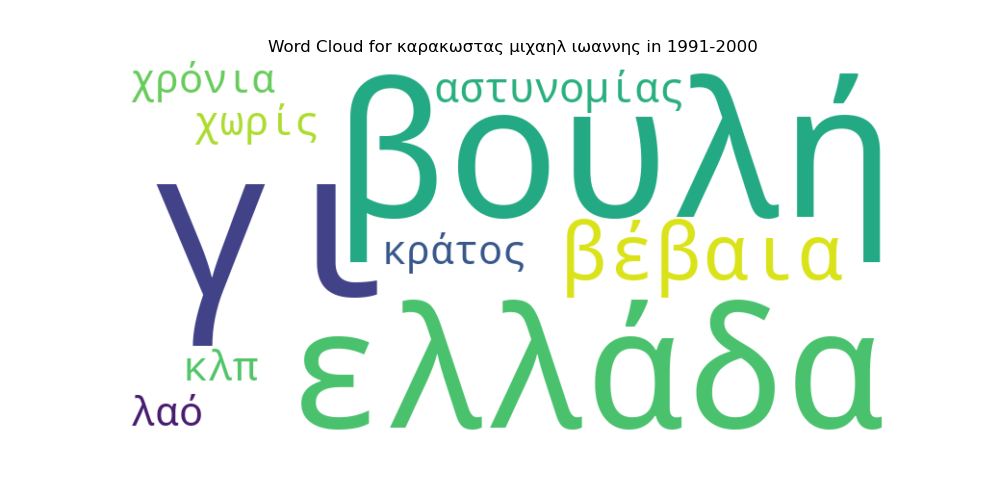 Word Cloud for καρακωστας μιχαηλ ιωαννης in 1991-2000
χρόνια
αστυνομίας
χωρίς
βουλή
γι
κράτος
βέβαια
ελλάδα
κλπ
λαό